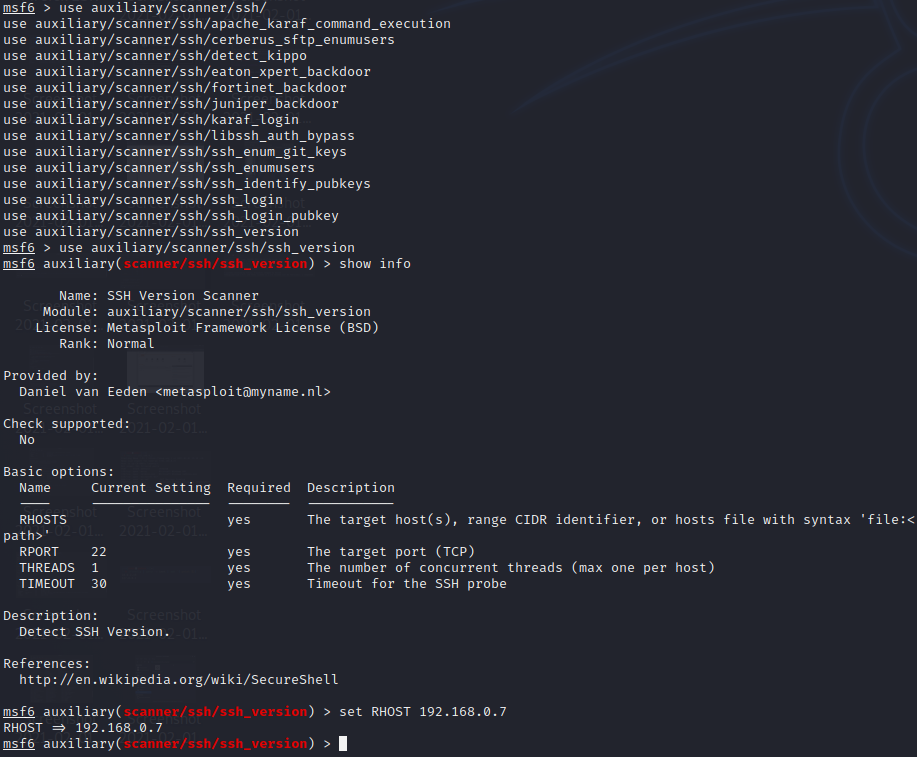 msf6 > use auxiliary/scanner/ssh/
use auxiliary/scanner/ssh/apache_karaf_command_execution
use auxiliary/scanner/ssh/cerberus_sftp_enumusers
use auxiliary/scanner/ssh/detect_kippo
use auxiliary/scanner/ssh/eaton_xpert_backdoor
use auxiliary/scanner/ssh/fortinet_backdoor
use auxiliary/scanner/ssh/juniper_backdoor
use auxiliary/scanner/ssh/karaf_login
use auxiliary/scanner/ssh/libssh_auth_bypass
use auxiliary/scanner/ssh/ssh_enum_git_keys
use auxiliary/scanner/ssh/ssh_enumusers
use auxiliary/scanner/ssh/ssh_identify_pubkeys
use auxiliary/scanner/ssh/ssh_login
use auxiliary/scanner/ssh/ssh_login_pubkey
use auxiliary/scanner/ssh/ssh_version
msf6 > use auxiliary/scanner/ssh/ssh_version
msf6 auxiliary(scanner/ssh/ssh_version) > show info
Name: SSH Version Scanner
Module: auxiliary/scanner/ssh/ssh_version
License: Metasploit Framework License (BSD)
Rank: Normal
Provided by:
Daniel van Eeden <metasploit@myname.nl>
Check supported:
No
Basic options:
Name Current Setting Required Description
RHOSTS yes The target host(s), range CIDR identifier, or hosts file with syntax 'file:<
path>'
RPORT 22 yes The target port (TCP)
THREADS 1 yes The number of concurrent threads (max one per host)
TIMEOUT 30 yes Timeout for the SSH probe
Description:
Detect SSH Version.
References:
http://en.wikipedia.org/wiki/SecureShell
msf6 auxiliary(scanner/ssh/ssh_version) > set RHOST 192.168.0.7
RHOST => 192.168.0.7
msf6 auxiliary(scanner/ssh/ssh_version) >